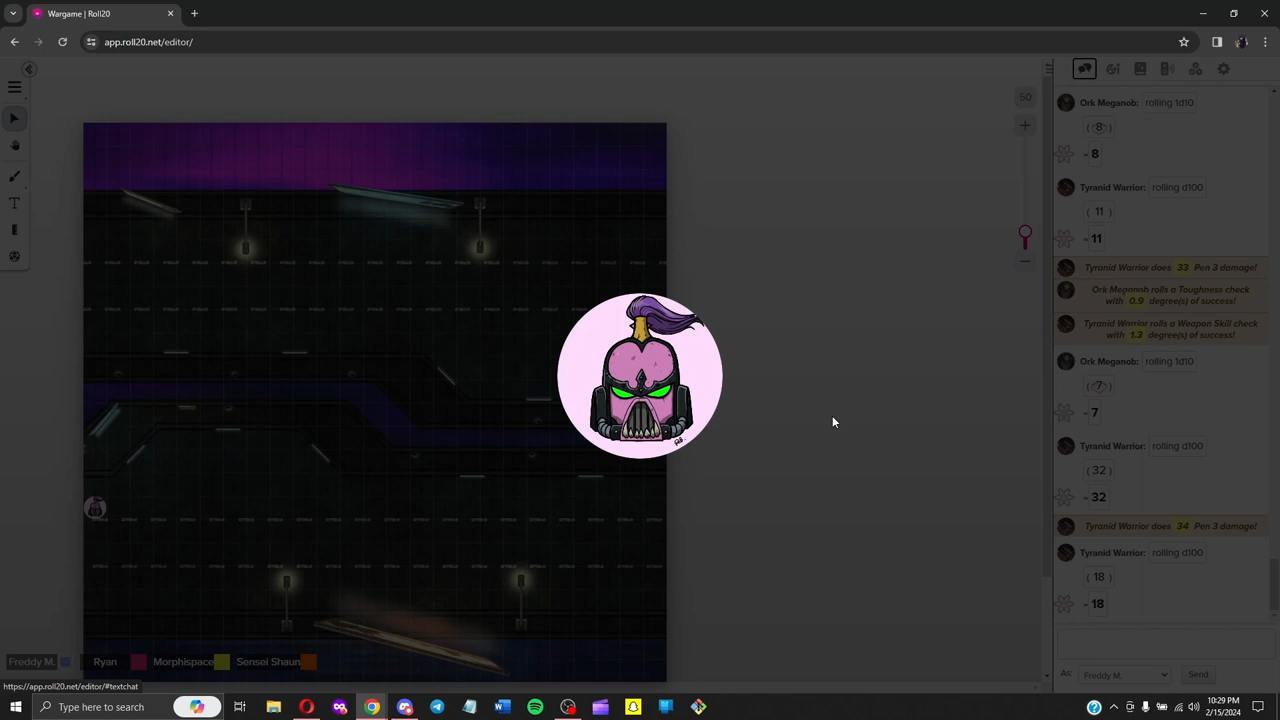 Wargame | Roll20
app.roll20.net/editor/
50
Ork Meganob: rolling 1d10
( 8 )
= 8
Tyranid Warrior: rolling d100
( 11 )
= 11
Tyranid Warrior does 33 Pen 3 damage!
Ork Meganob rolls a Toughness check
with 0.9 degree(s) of success!
Tyranid Warrior rolls a Weapon Skill check
with 1.3 degree(s) of success!
Ork Meganob: rolling 1d10
( 7 )
= 7
Tyranid Warrior: rolling d100
( 32 )
= 32
Tyranid Warrior does 34 Pen 3 damage!
Tyranid Warrior: rolling d100
( 18 )
= 18
Freddy M. Ryan Morphispace Sensei Shaun
As: Freddy M. Send
https://app.roll20.net/editor/#textchat
Type here to search
10:29 PM
2/15/2024